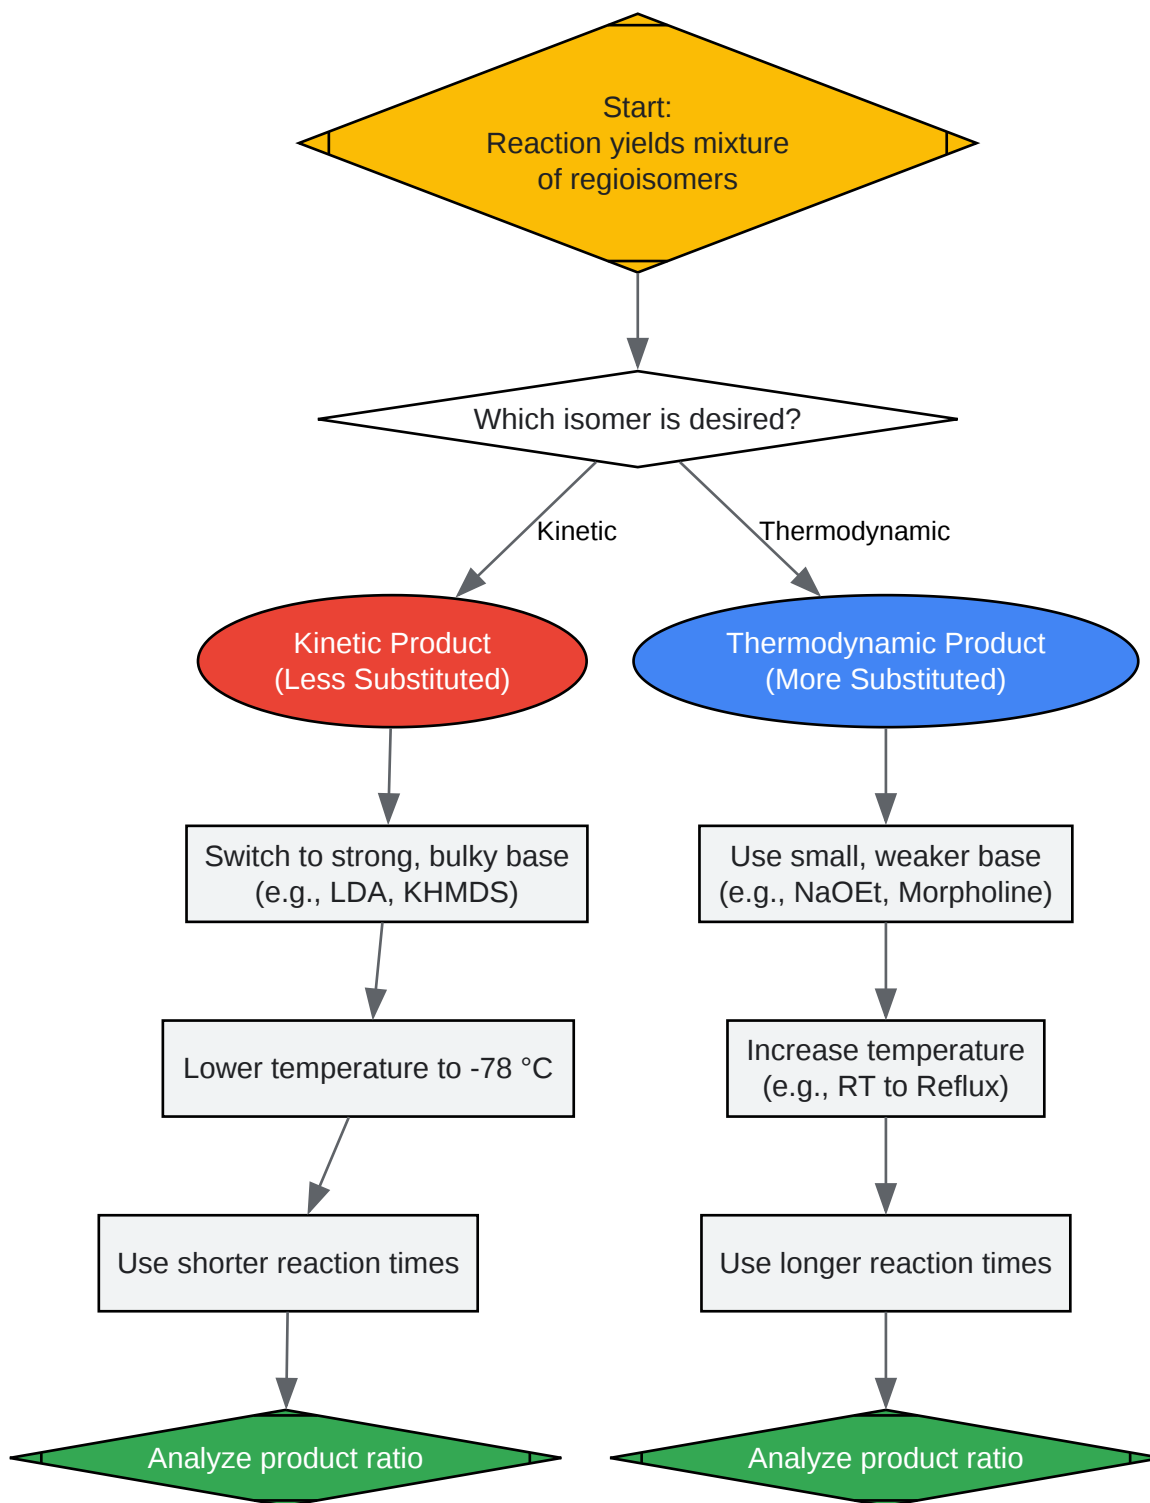 Start:
Reaction yields mixture
of regioisomers
Which isomer is desired?
Kinetic
Thermodynamic
Kinetic Product
(Less Substituted)
Thermodynamic Product
(More Substituted)
Switch to strong, bulky base
(e.g., LDA, KHMDS)
Use small, weaker base
(e.g., NaOEt, Morpholine)
Lower temperature to -78 °C
Increase temperature
(e.g., RT to Reflux)
Use shorter reaction times
Use longer reaction times
Analyze product ratio
Analyze product ratio